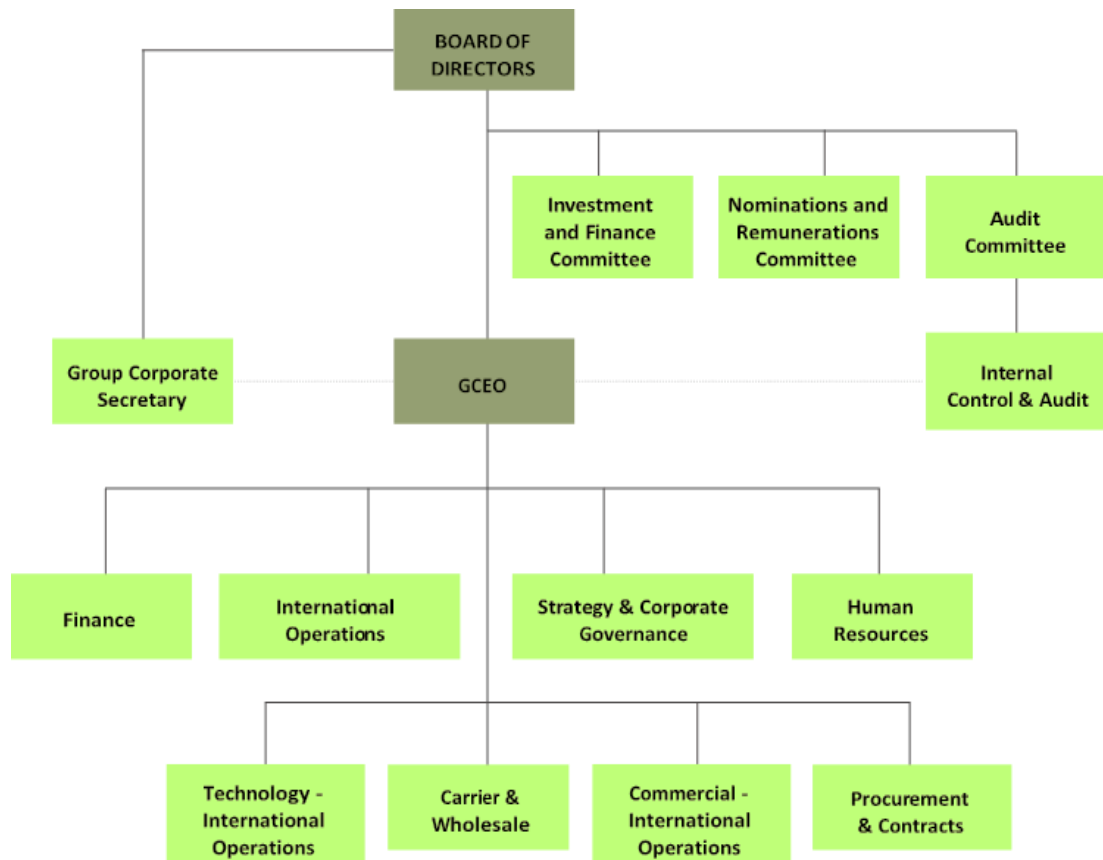 BOARD OF
DIRECTORS
Investment
and Finance
Committee
Nominations and
Remunerations
Committee
Audit
Committee
Group Corporate
Secretary
GCEO
Internal
Control & Audit
Finance
International
Operations
Strategy & Corporate
Governance
Human
Resources
Technology -
International
Operations
Carrier &
Wholesale
Commercial -
International
Operations
Procurement
& Contracts